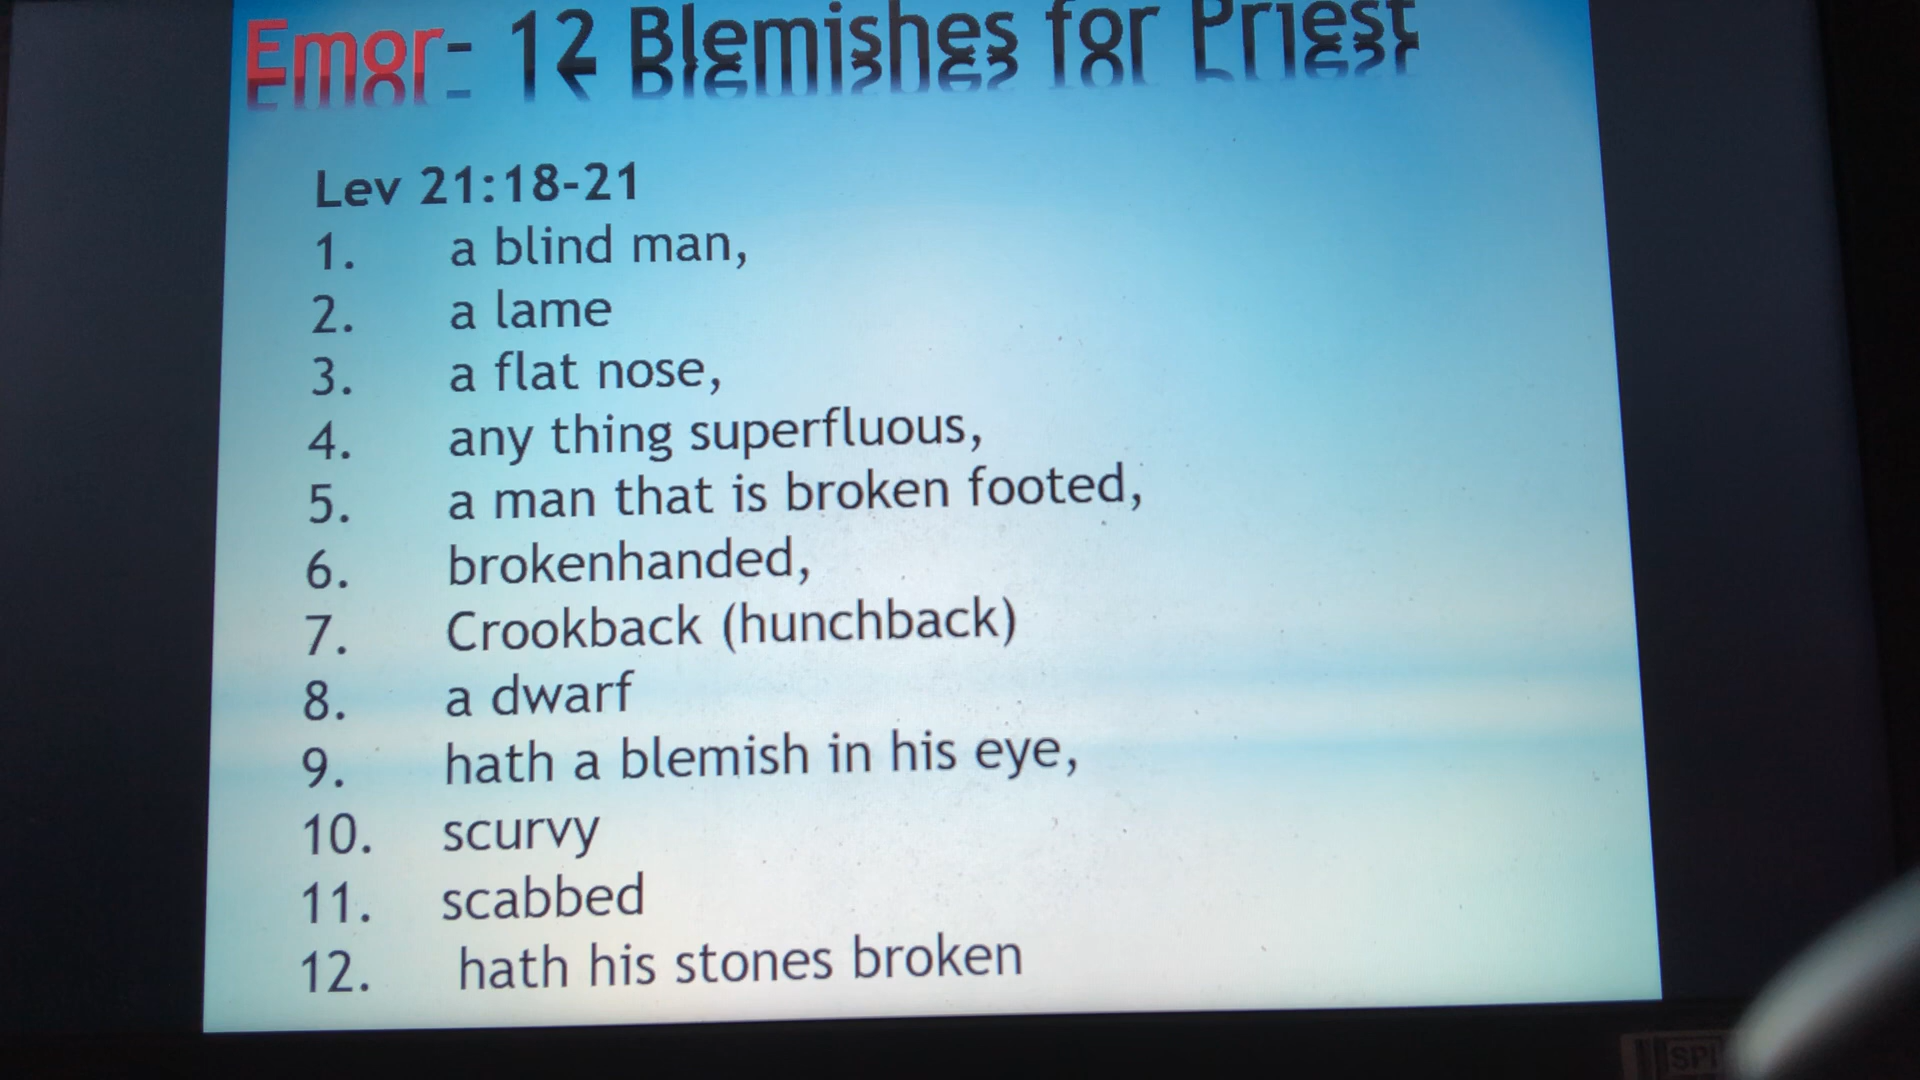 Emor- 12 Blemishes for Priest
Lev 21:18-21
1. a blind man,
2. a lame
3. a flat nose,
4. any thing superfluous,
5. a man that is broken footed,
6. brokenhanded,
7. Crookback (hunchback)
8. a dwarf
9. hath a blemish in his eye,
10. scurvy
11. scabbed
12. hath his stones broken